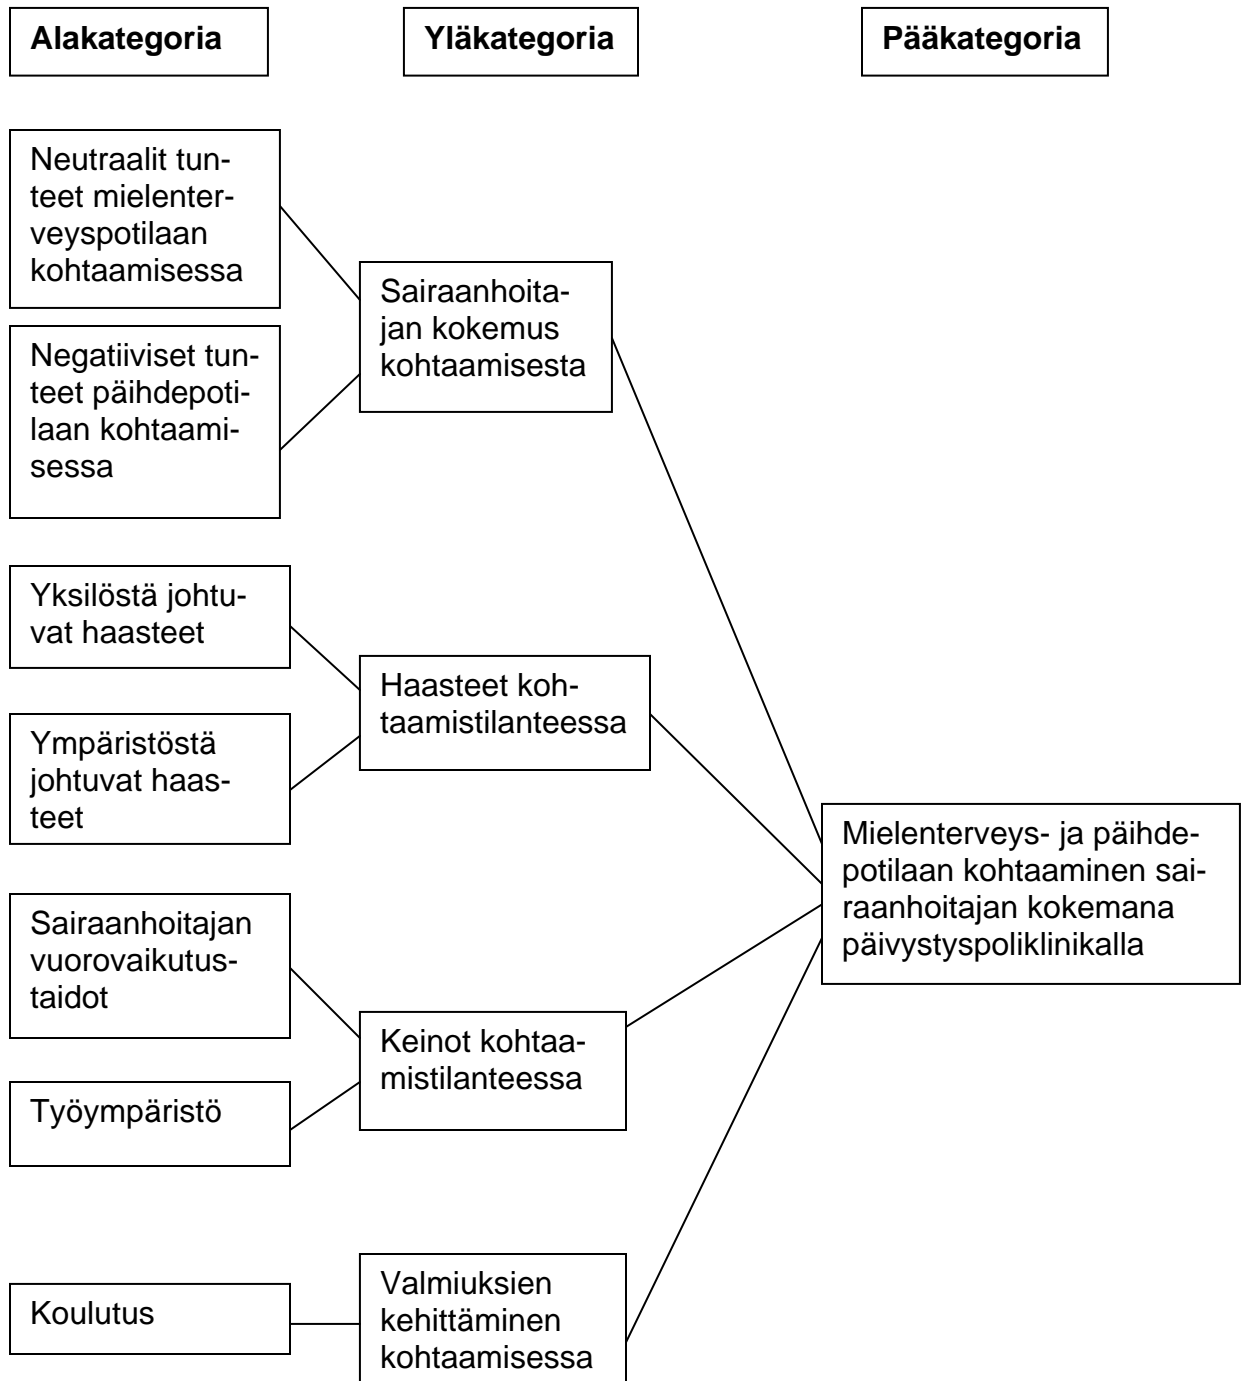 Alakategoria
Yläkategoria
Pääkategoria
Neutraalit tun-
teet mielenter-
veyspotilaan
kohtaamisessa
Negatiiviset tun-
teet päihdepoti-
laan kohtaami-
sessa
Sairaanhoita-
jan kokemus
kohtaamisesta
Yksilöstä johtu-
vat haasteet
Ympäristöstä
johtuvat haas-
teet
Haasteet koh-
taamistilanteessa
Sairaanhoitajan
vuorovaikutus-
taidot
Työympäristö
Keinot kohtaa-
mistilanteessa
Koulutus
Valmiuksien
kehittäminen
kohtaamisessa
Mielenterveys- ja päihde-
potilaan kohtaaminen sai-
raanhoitajan kokemana
päivystyspoliklinikalla